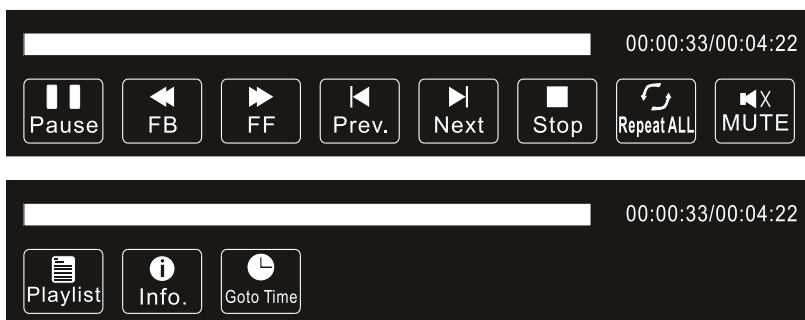 00:00:33/00:04:22
Pause FB FF Prev. Next Stop Repeat ALL MUTE
00:00:33/00:04:22
Playlist Info. Goto Time